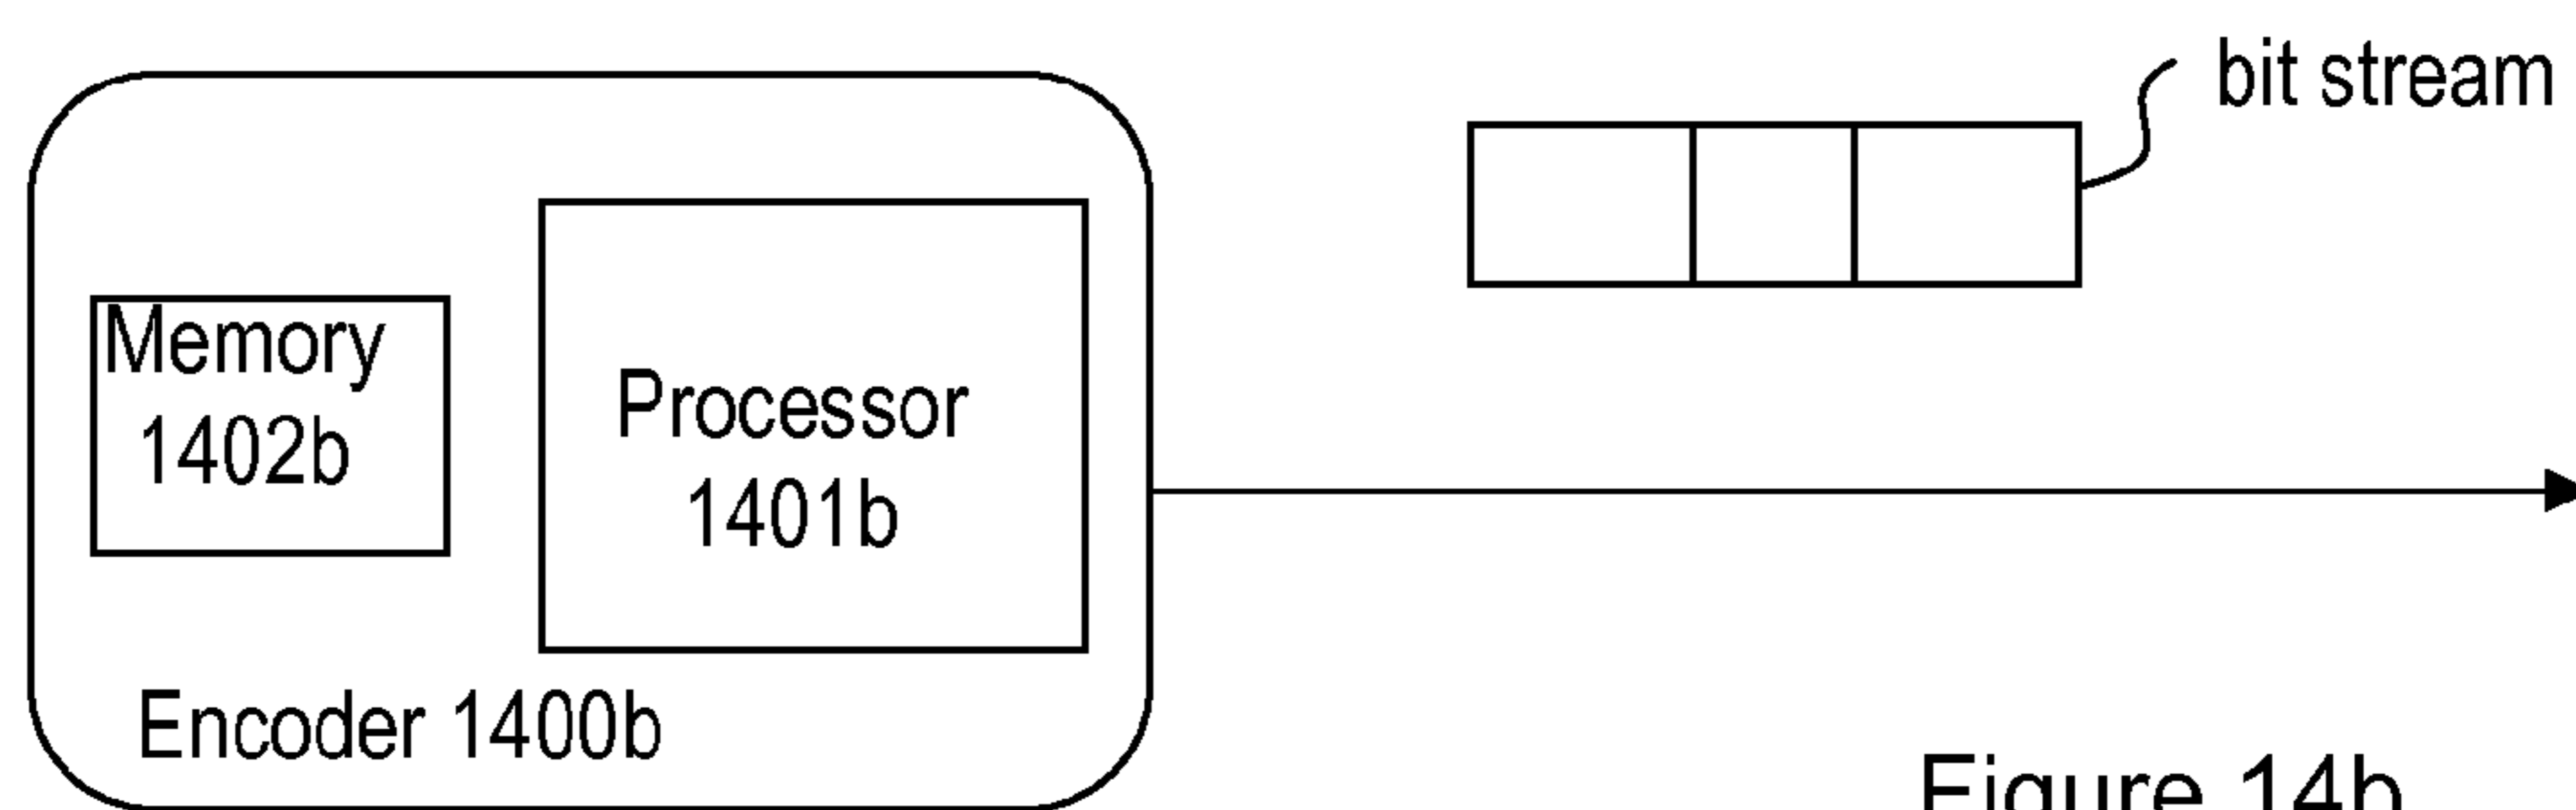 bit stream
Memory
1402b
Processor
1401b
Encoder 1400b
Figure 14b